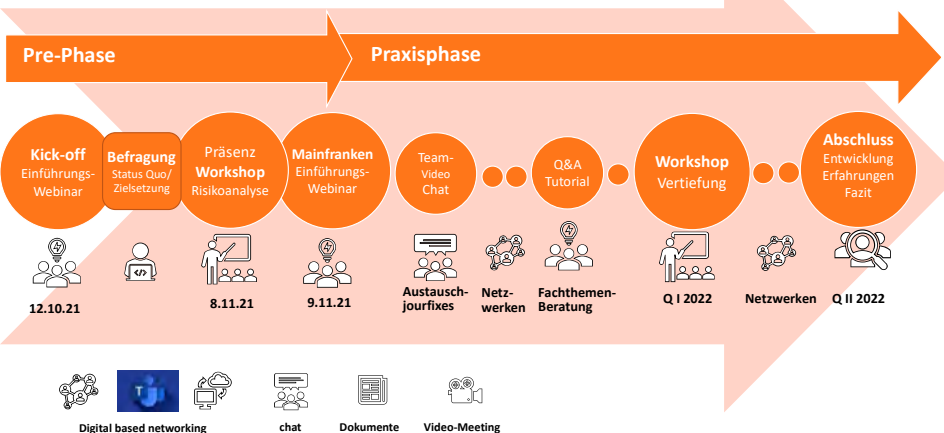 Pre-Phase
Praxisphase
Kick-off
Einführungs-
Webinar
Befragung
Status Quo/
Zielsetzung
Präsenz
Workshop
Risikoanalyse
Mainfranken
Einführungs-
Webinar
Team-
Video
Chat
Q&A
Tutorial
Workshop
Vertiefung
Abschluss
Entwicklung
Erfahrungen
Fazit
</>
12.10.21
8.11.21
9.11.21
Austausch-
jourfixes
Netz-
werken
Fachthemen-
Beratung
Q I 2022
Netzwerken
Q II 2022
T
Digital based networking
chat
Dokumente
Video-Meeting